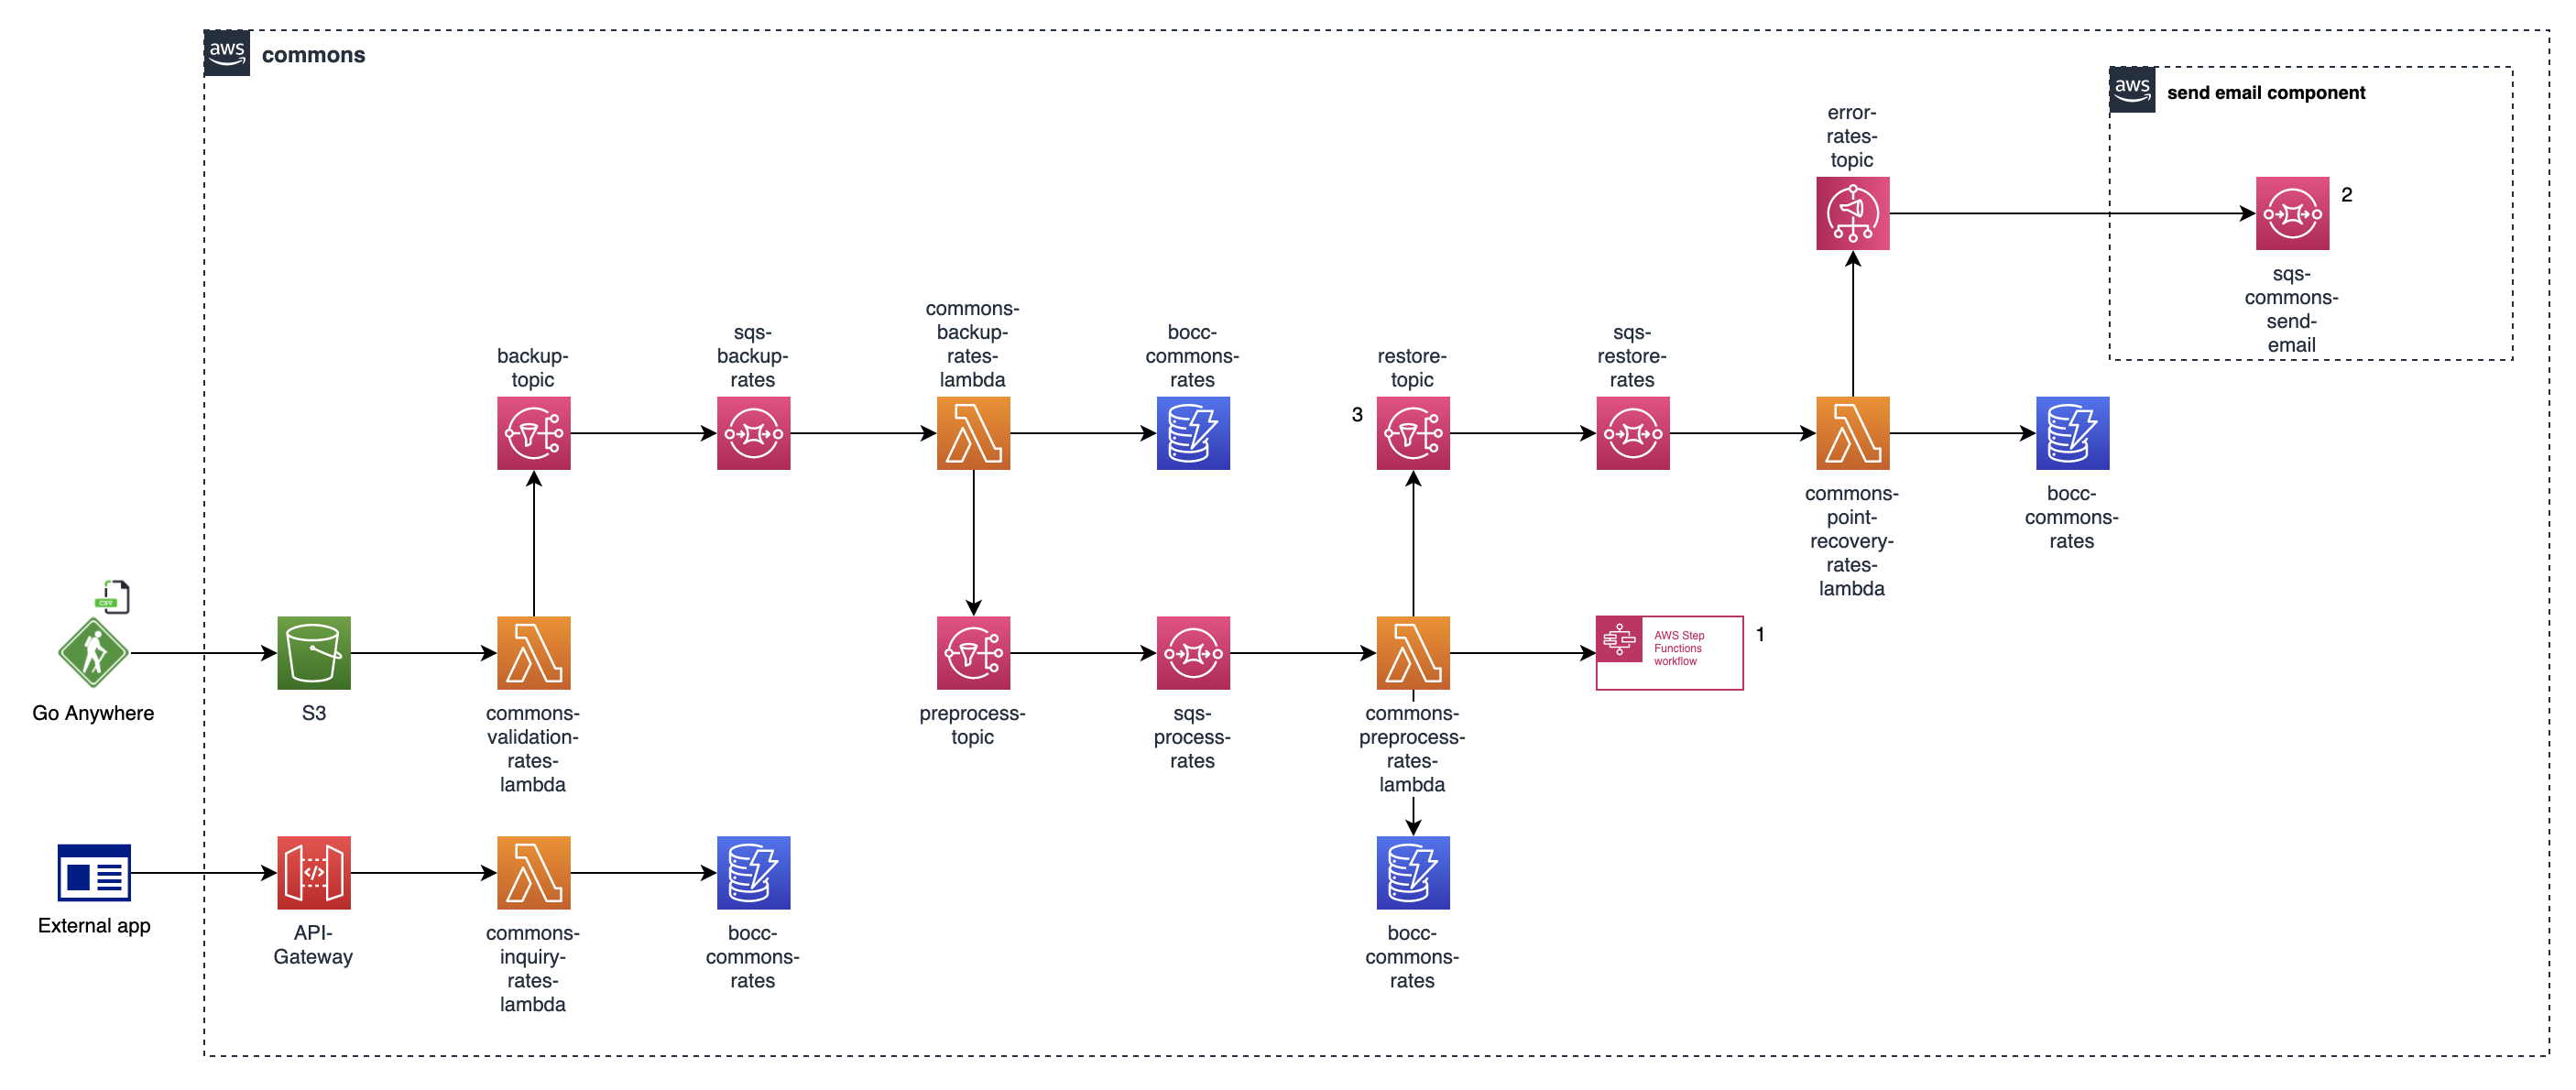 aws
commons
aws
send email component
error-
rates-
topic
2
sqs-
commons-
send-
email
backup-
topic
sqs-
backup-
rates
commons-
backup-
rates-
lambda
bocc-
commons-
rates
restore-
topic
3
sqs-
restore-
rates
commons-
point-
recovery-
rates-
lambda
bocc-
commons-
rates
CSV
Go Anywhere
S3
commons-
validation-
rates-
lambda
preprocess-
topic
sqs-
process-
rates
commons-
preprocess-
rates-
lambda
AWS Step
Functions
workflow
1
External app
API-
Gateway
</>
commons-
inquiry-
rates-
lambda
bocc-
commons-
rates
bocc-
commons-
rates